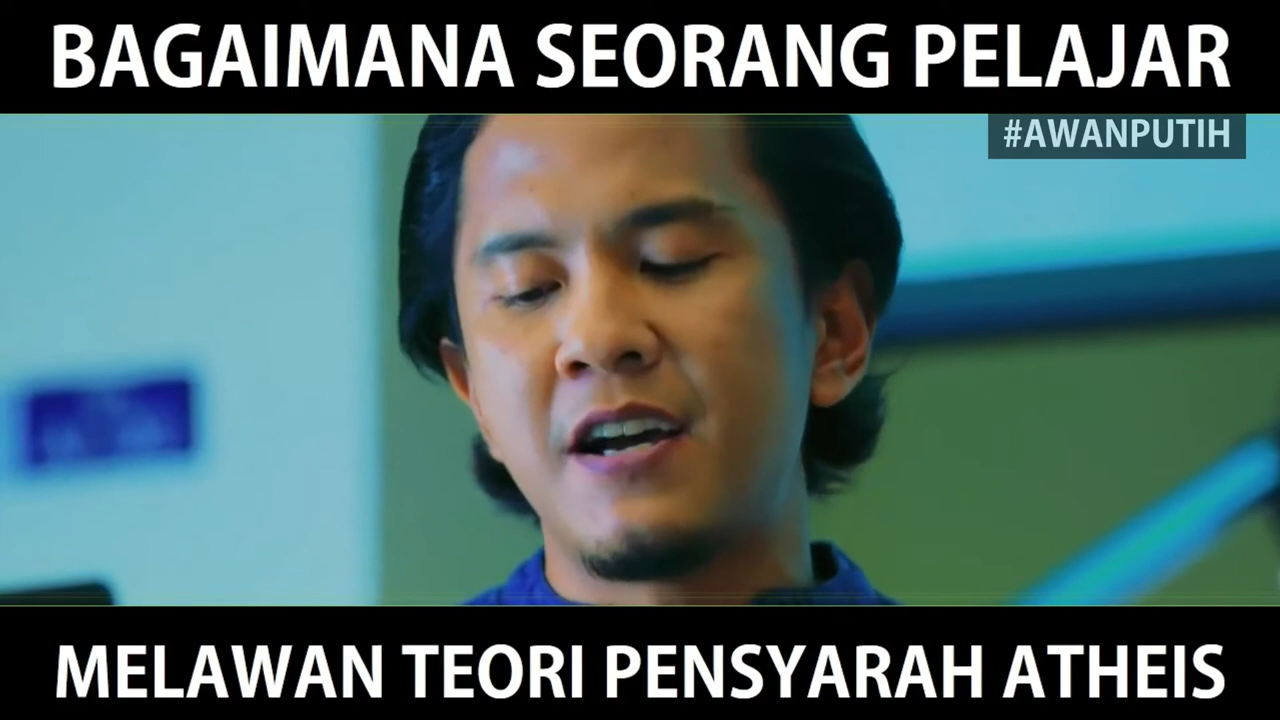 BAGAIMANA SEORANG PELAJAR
#AWANPUTIH
MELAWAN TEORI PENSYARAH ATHEIS